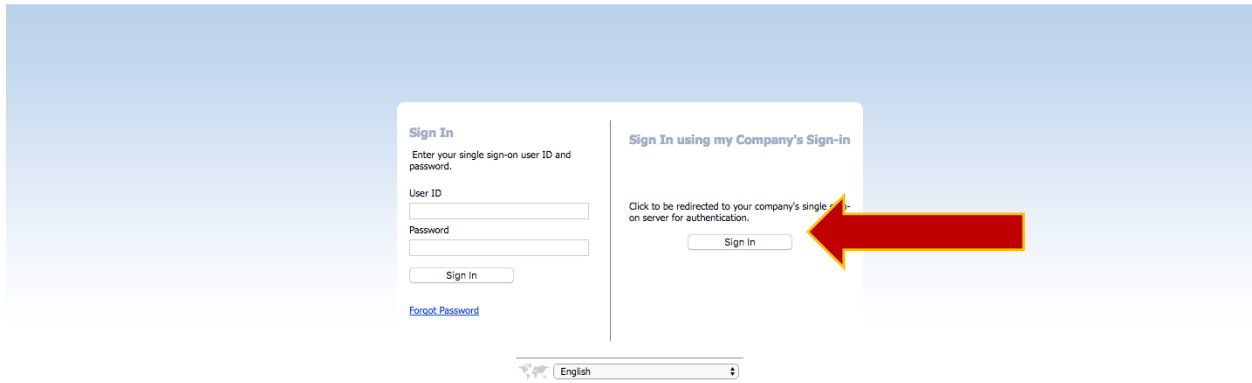 Sign In
Enter your single sign-on user ID and
password.
User ID
Password
Sign In
Forgot Password
Sign In using my Company's Sign-in
Click to be redirected to your company's single
on server for authentication.
Sign In
English